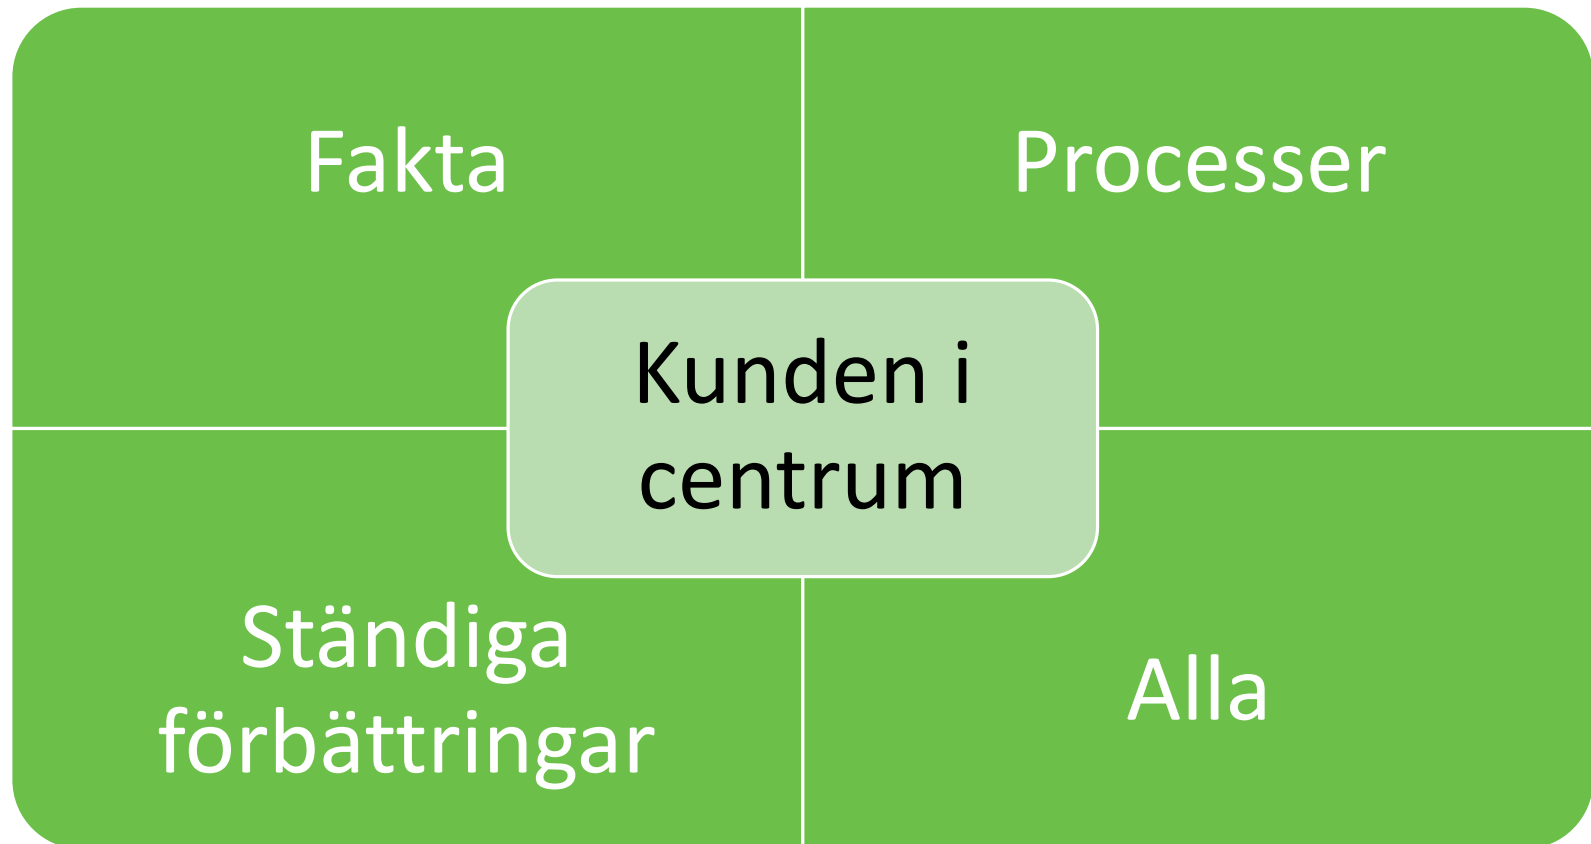 Fakta
Processer
Kunden i
centrum
Ständiga
förbättringar
Alla